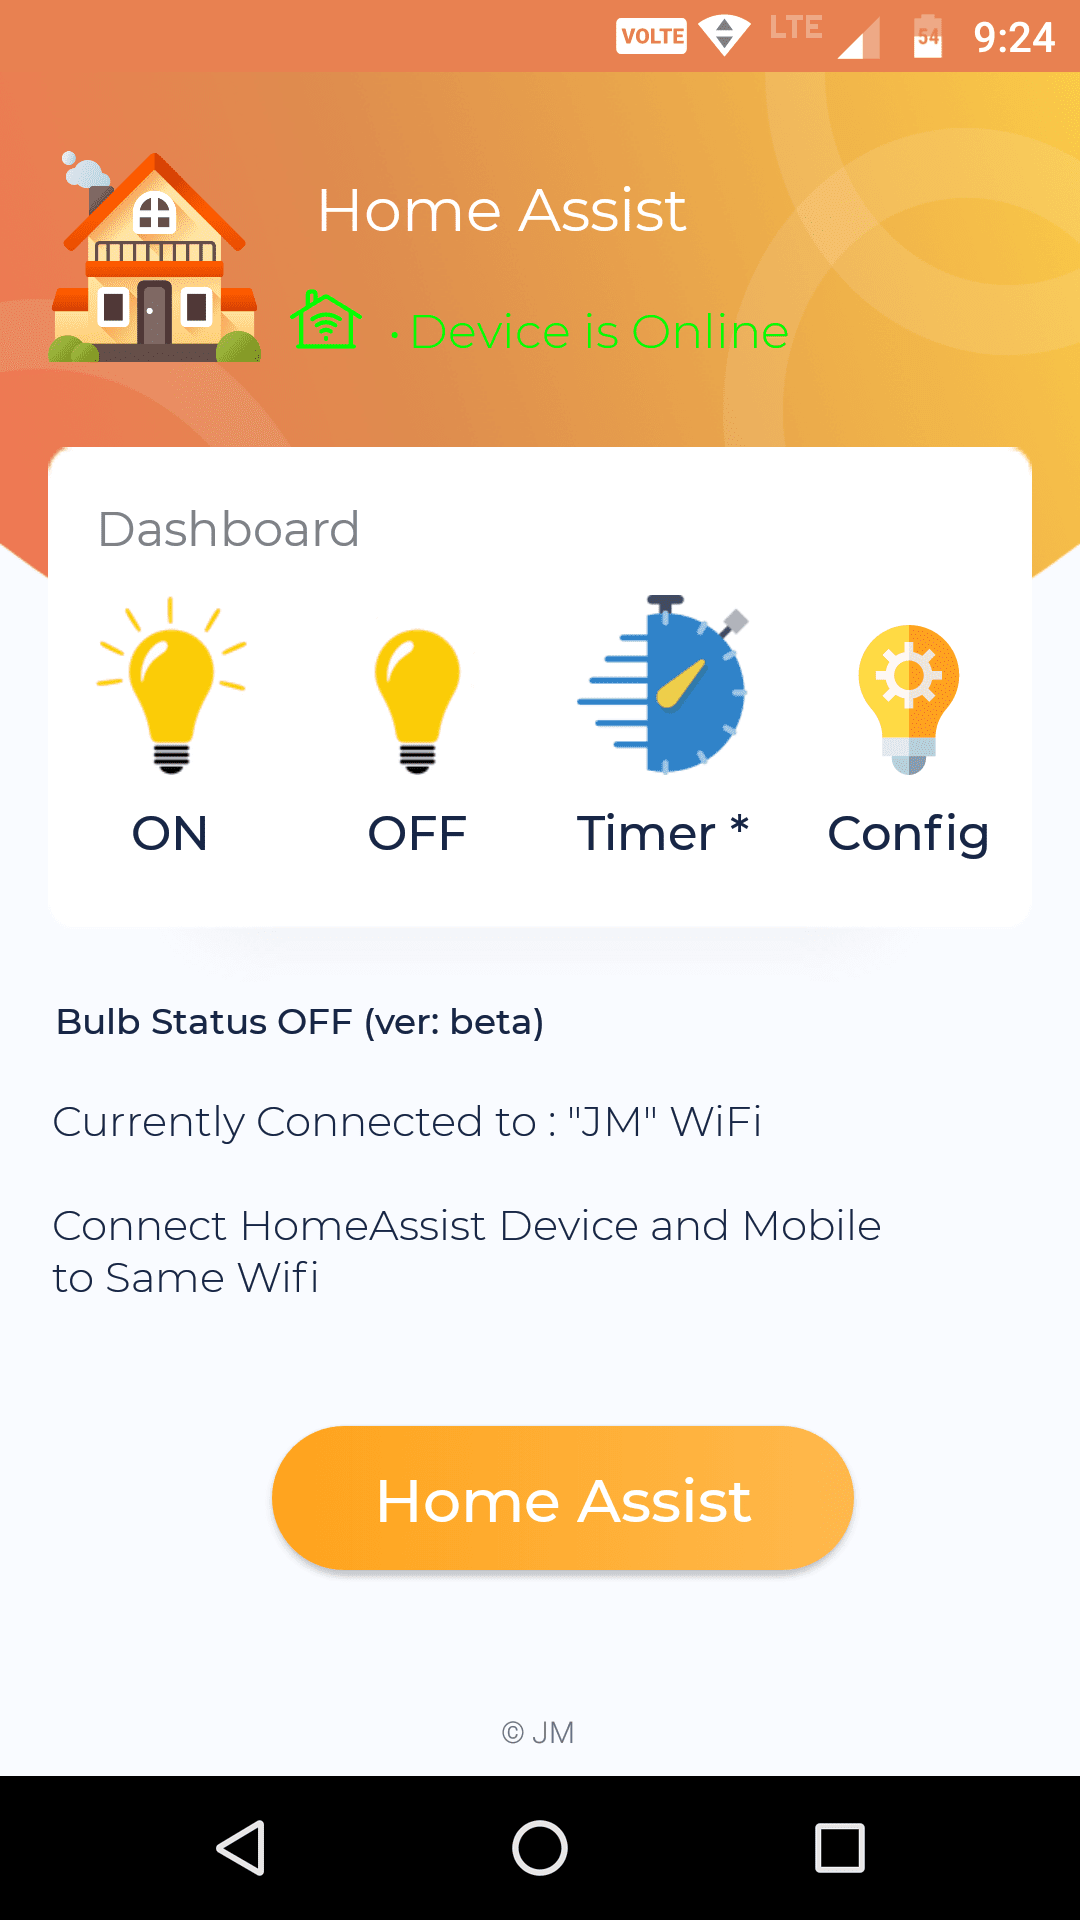 VOLTE LTE 54 9:24
Home Assist
· Device is Online
Dashboard
ON OFF Timer * Config
Bulb Status OFF (ver: beta)
Currently Connected to : "JM" WiFi
Connect HomeAssist Device and Mobile
to Same Wifi
Home Assist
© JM